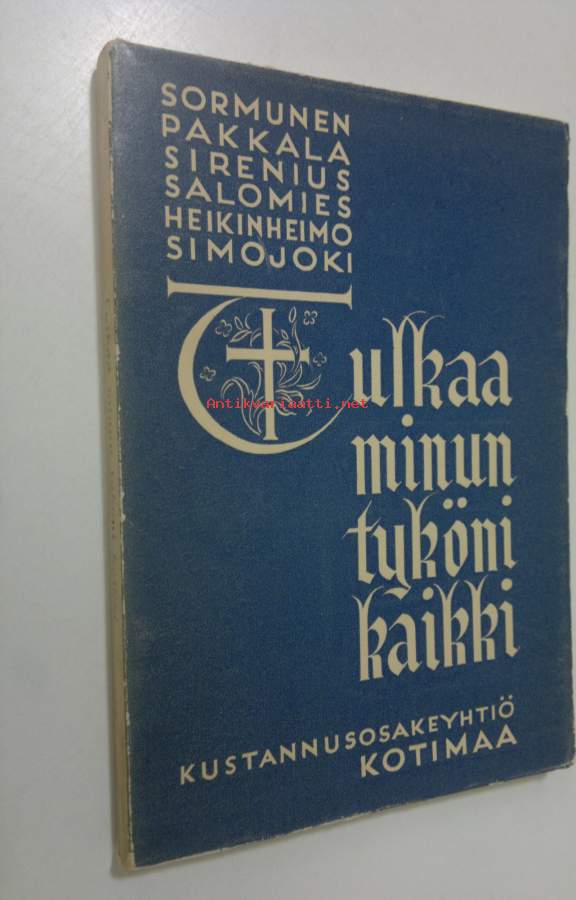 SORMUNEN
PAKKALA
SIRENIUS
SALOMIES
HEIKINHEIMO
SIMOJOKI
Tulkaa
Antikvariaatti.net
minun
tyköni
kaikki
KUSTANNUSOSAKEYHTIÖ
KOTIMAA